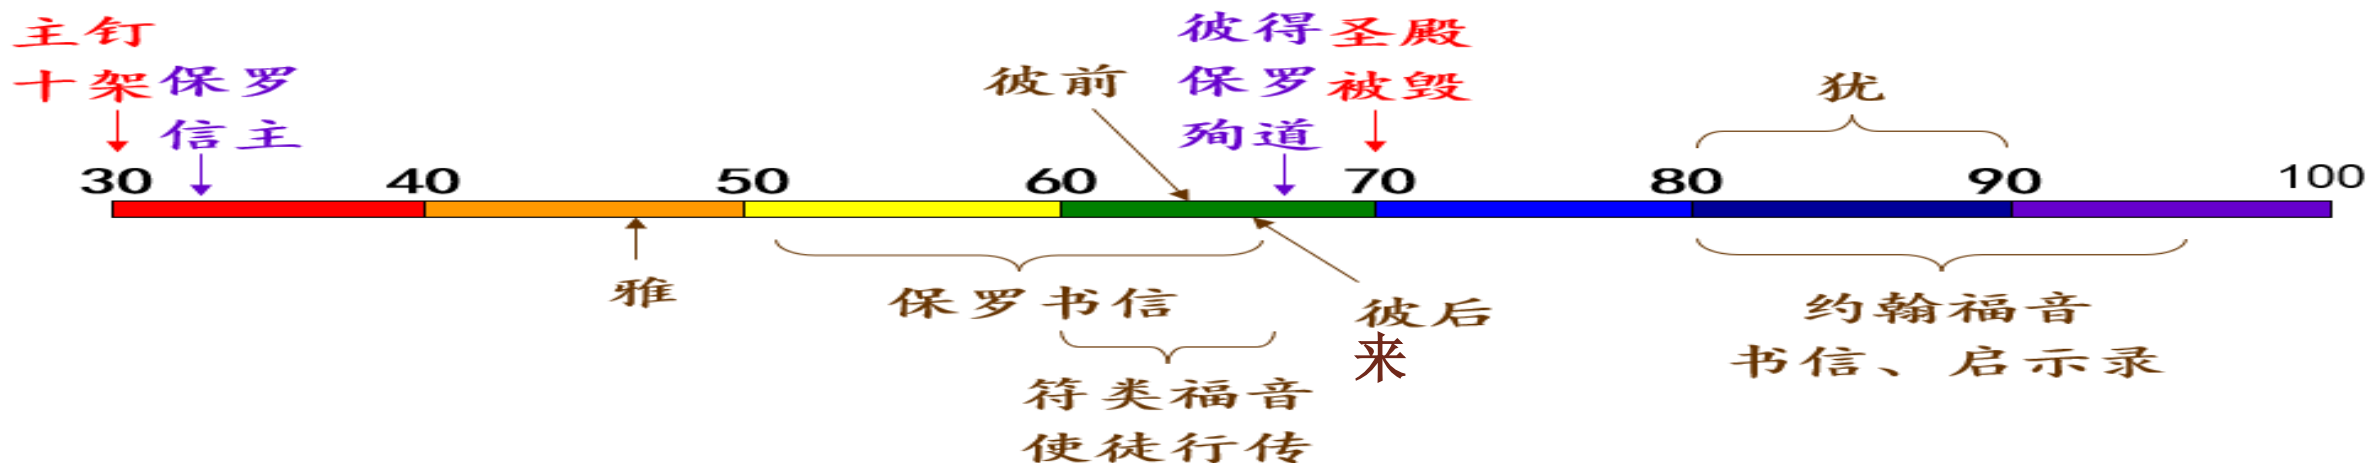 主钉
十架
保罗
信主
彼前
彼得
保罗
殉道
圣殿
被毁
犹
30 40 50 60 70 80 90 100
雅
保罗书信
彼后
来
符类福音
使徒行传
约翰福音
书信、启示录